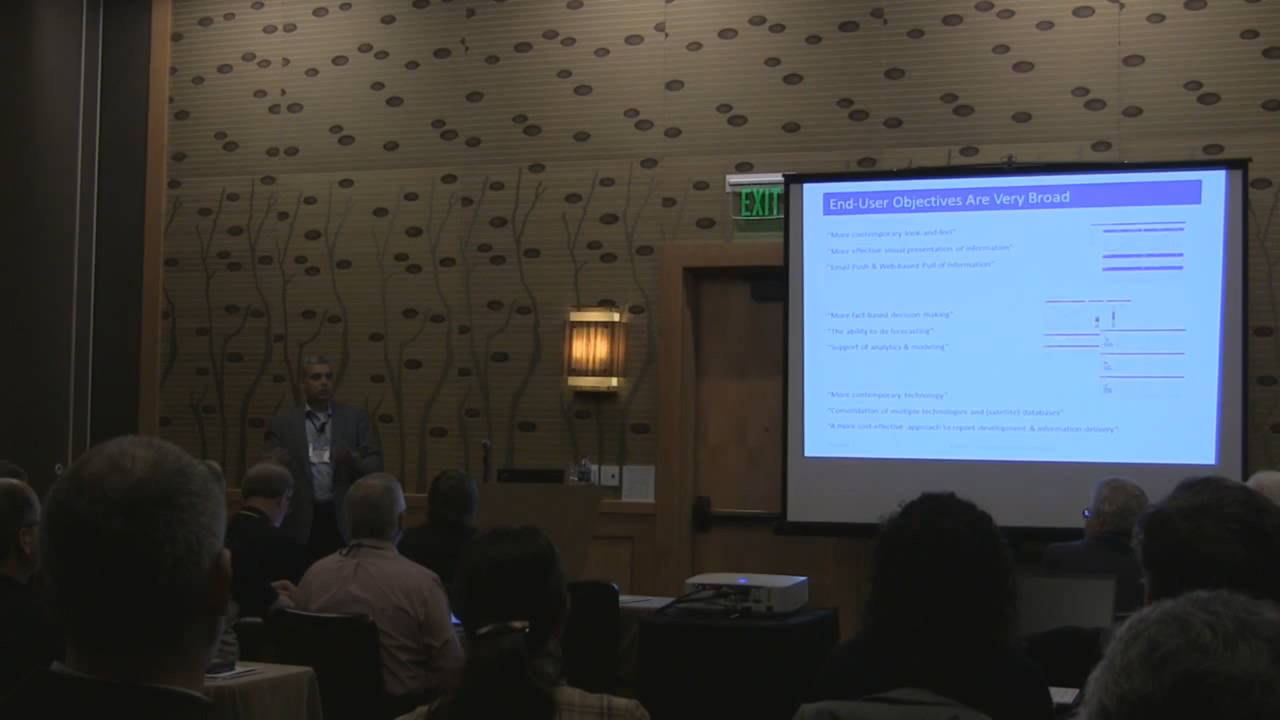 EXIT
End-User Objectives Are Very Broad
"More contemporary look-and-feel"
"More effective visual presentation of information"
"Email Push & Web-based Pull of information"
"More fact-based decision making"
"The ability to do forecasting"
"Support of analytics & modeling"
"More contemporary technology"
"Consolidation of multiple technologies and (satellite) databases"
"A more cost-effective approach to report development & information delivery"